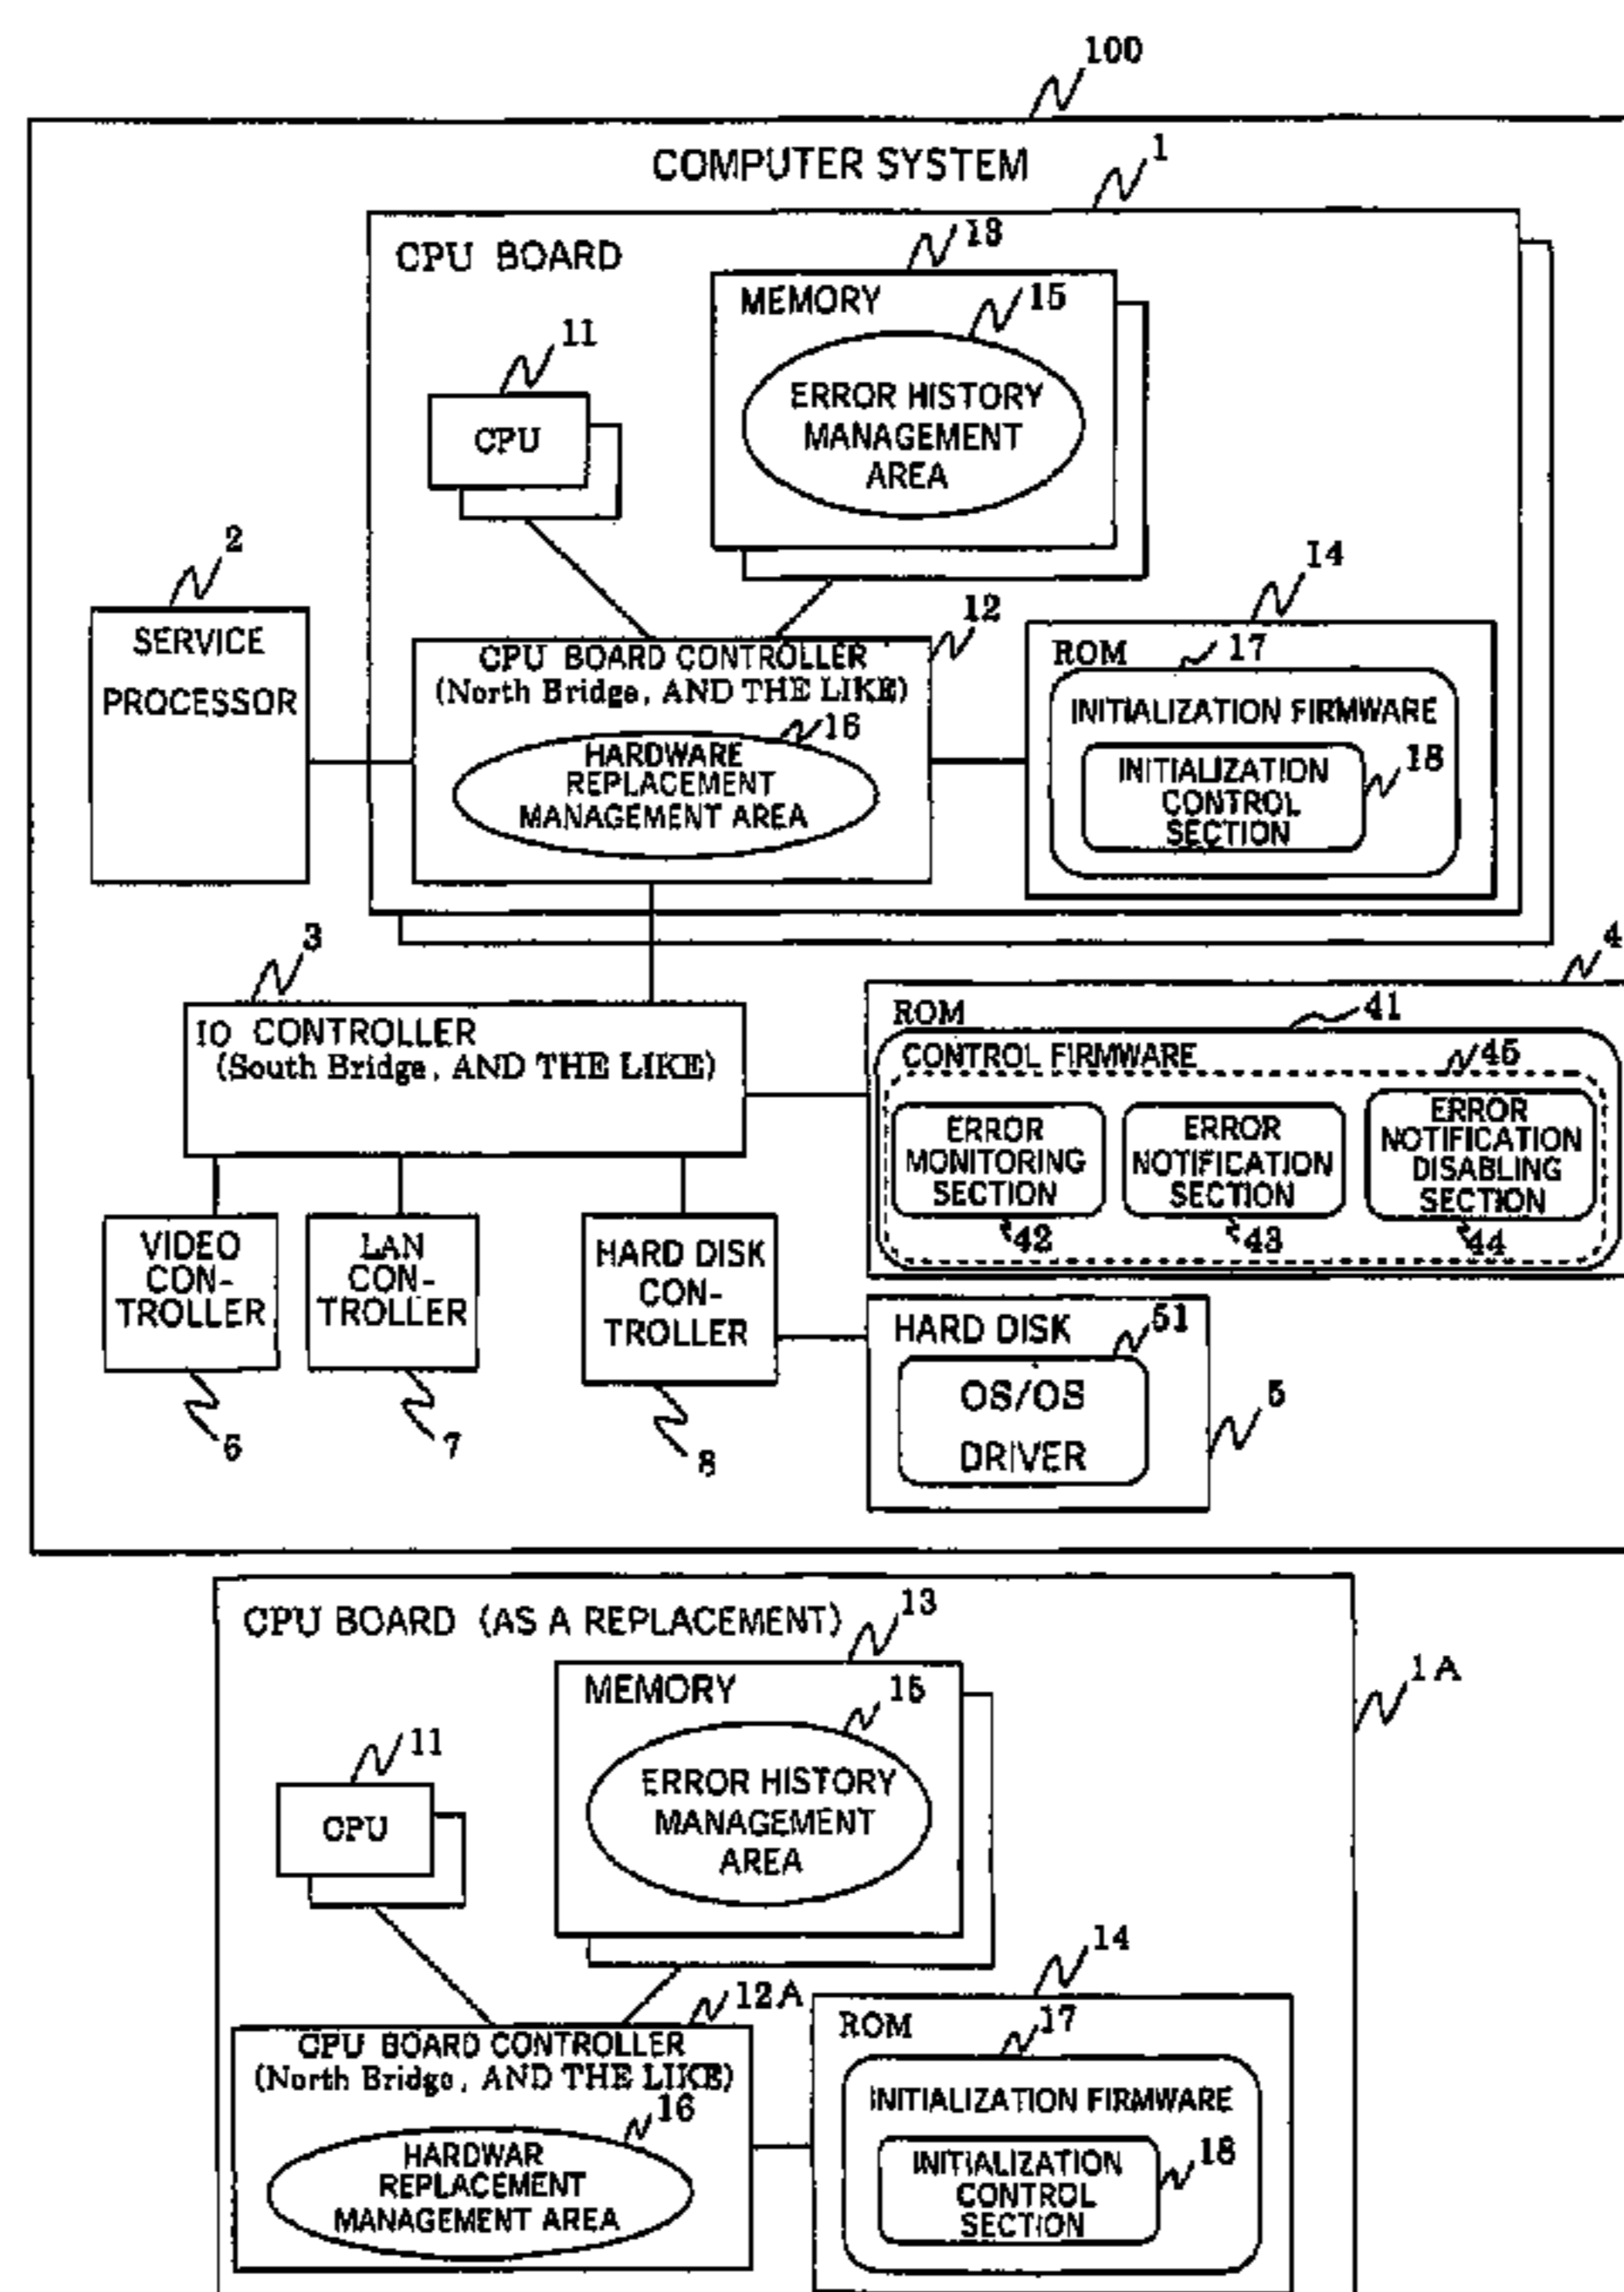 100
COMPUTER SYSTEM
1
CPU BOARD
13
MEMORY
15
ERROR HISTORY
MANAGEMENT
AREA
11
CPU
2
SERVICE
PROCESSOR
12
CPU BOARD CONTROLLER
(North Bridge, AND THE LIKE)
16
HARDWARE
REPLACEMENT
MANAGEMENT AREA
14
ROM
17
INITIALIZATION FIRMWARE
INITIALIZATION
CONTROL
SECTION
18
3
IO CONTROLLER
(South Bridge, AND THE LIKE)
4
ROM
41
CONTROL FIRMWARE
45
ERROR
MONITORING
SECTION
42
ERROR
NOTIFICATION
SECTION
43
ERROR
NOTIFICATION
DISABLING
SECTION
44
VIDEO
CON-
TROLLER
6
LAN
CON-
TROLLER
7
HARD DISK
CON-
TROLLER
8
HARD DISK
51
OS/OS
DRIVER
5
CPU BOARD (AS A REPLACEMENT)
1A
13
MEMORY
15
ERROR HISTORY
MANAGEMENT
AREA
11
CPU
12A
CPU BOARD CONTROLLER
(North Bridge, AND THE LIKE)
16
HARDWAR
REPLACEMENT
MANAGEMENT AREA
14
ROM
17
INITIALIZATION FIRMWARE
INITIALIZATION
CONTROL
SECTION
18